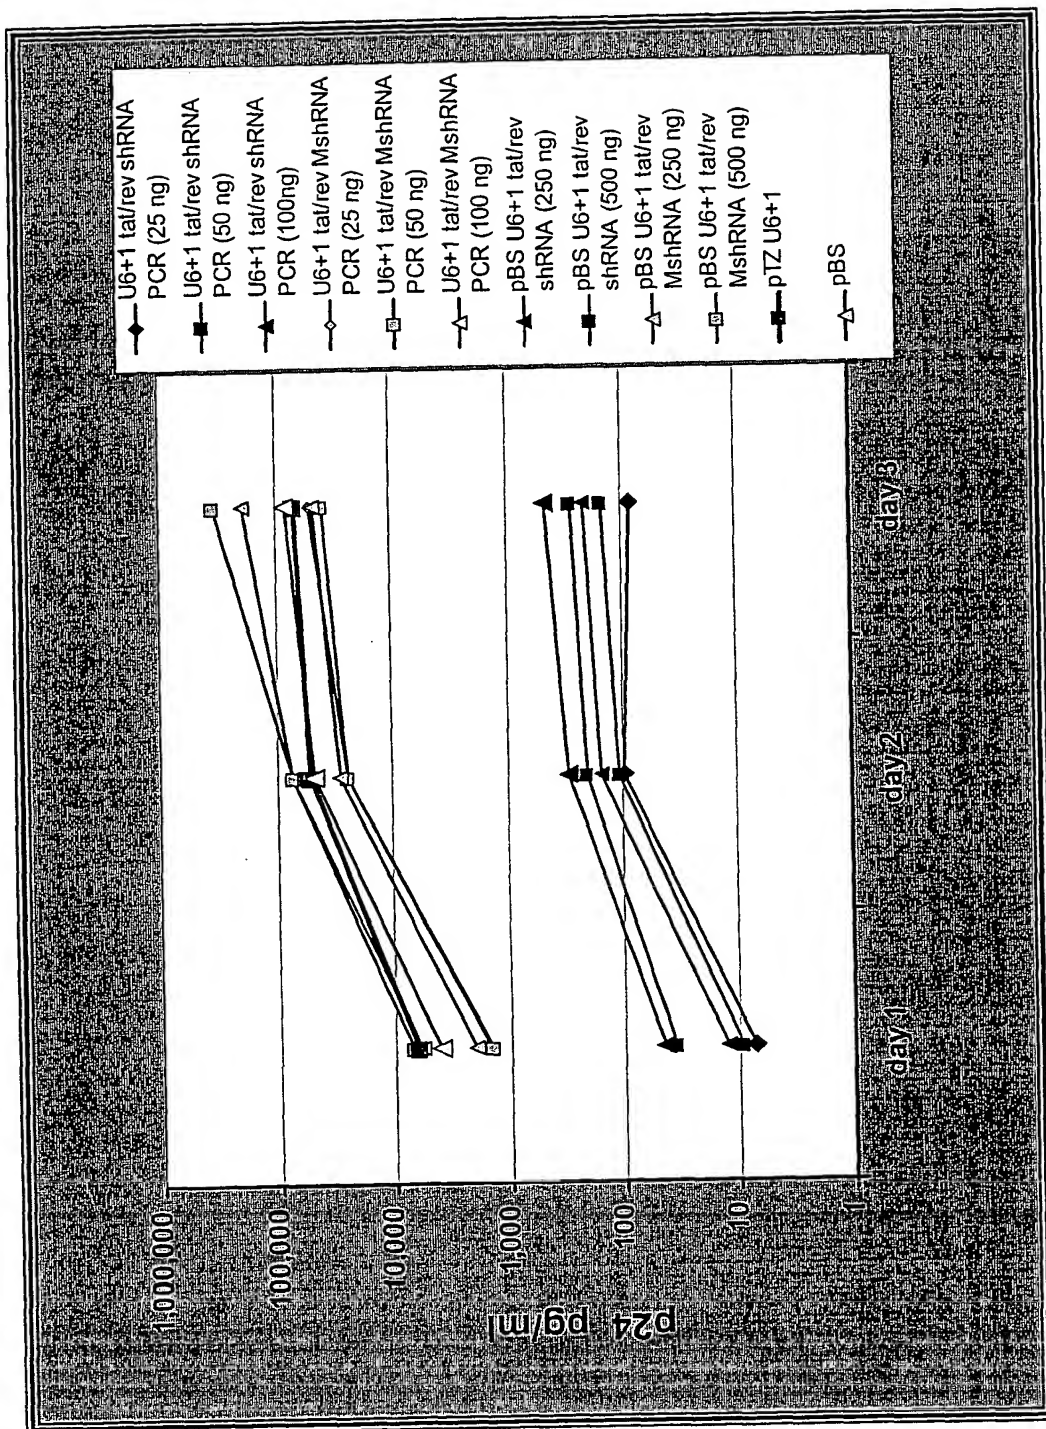 U6+1 tat/rev shRNA
PCR (25 ng)
U6+1 tat/rev shRNA
PCR (50 ng)
U6+1 tat/rev shRNA
PCR (100ng)
U6+1 tat/rev MshRNA
PCR (25 ng)
U6+1 tat/rev MshRNA
PCR (50 ng)
U6+1 tat/rev MshRNA
PCR (100 ng)
pBS U6+1 tat/rev
shRNA (250 ng)
pBS U6+1 tat/rev
shRNA (500 ng)
pBS U6+1 tat/rev
MshRNA (250 ng)
pBS U6+1 tat/rev
MshRNA (500 ng)
pTZ U6+1
pBS
1,000,000
100,000
10,000
1,000
100
10
1
p24 pg/ml
day 1
day2
day 3